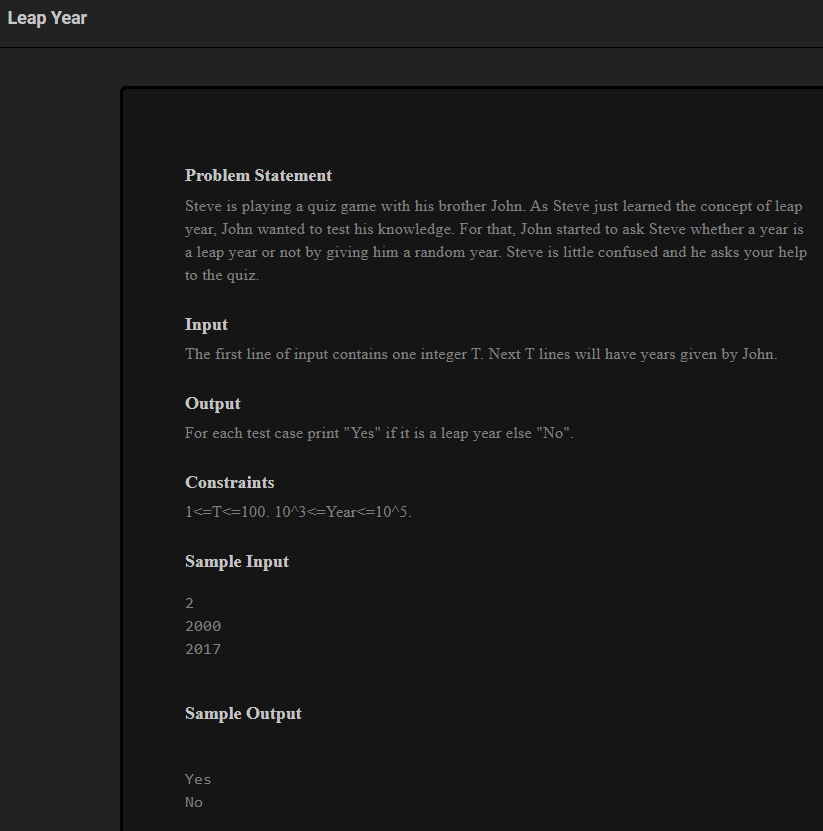 Leap Year
Problem Statement
Steve is playing a quiz game with his brother John. As Steve just learned the concept of leap
year, John wanted to test his knowledge. For that, John started to ask Steve whether a year is
a leap year or not by giving him a random year. Steve is little confused and he asks your help
to the quiz.
Input
The first line of input contains one integer T. Next T lines will have years given by John.
Output
For each test case print "Yes" if it is a leap year else "No".
Constraints
1<=T<=100. 10^3<=Year<=10^5.
Sample Input
2
2000
2017
Sample Output
Yes
No